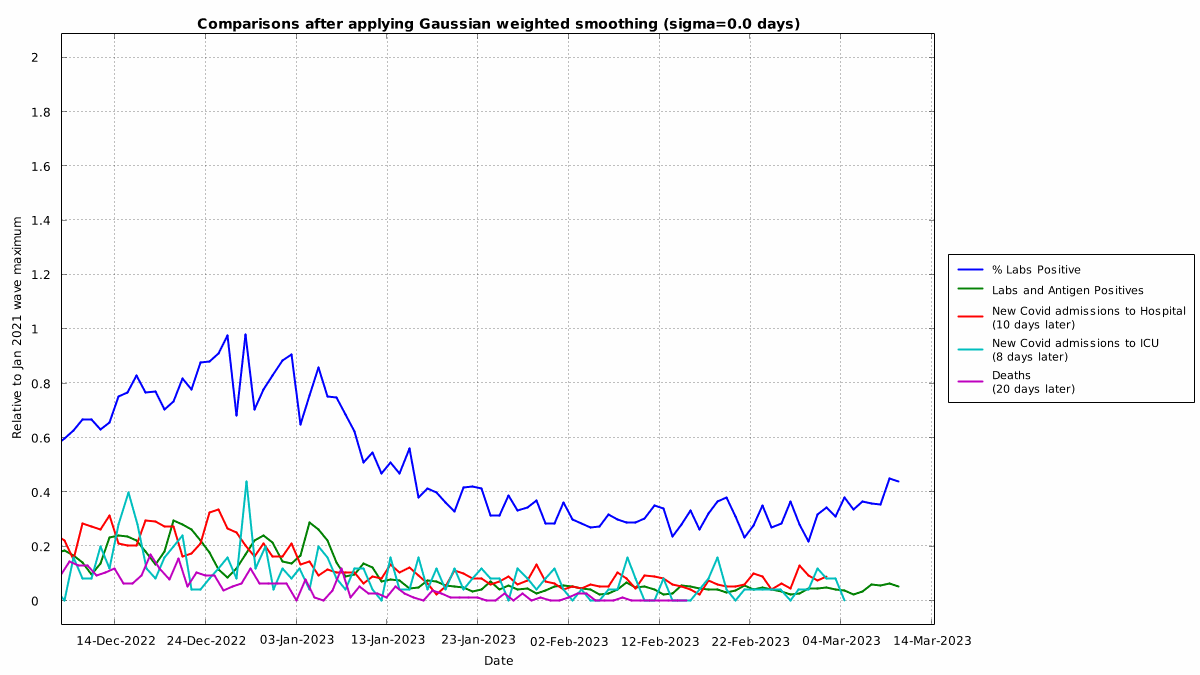 Comparisons after applying Gaussian weighted smoothing (sigma=0.0 days)
Relative to Jan 2021 wave maximum
2
1.8
1.6
1.4
1.2
1
0.8
0.6
0.4
0.2
0
14-Dec-2022 24-Dec-2022 03-Jan-2023 13-Jan-2023 23-Jan-2023 02-Feb-2023 12-Feb-2023 22-Feb-2023 04-Mar-2023 14-Mar-2023
Date
% Labs Positive
Labs and Antigen Positives
New Covid admissions to Hospital
(10 days later)
New Covid admissions to ICU
(8 days later)
Deaths
(20 days later)